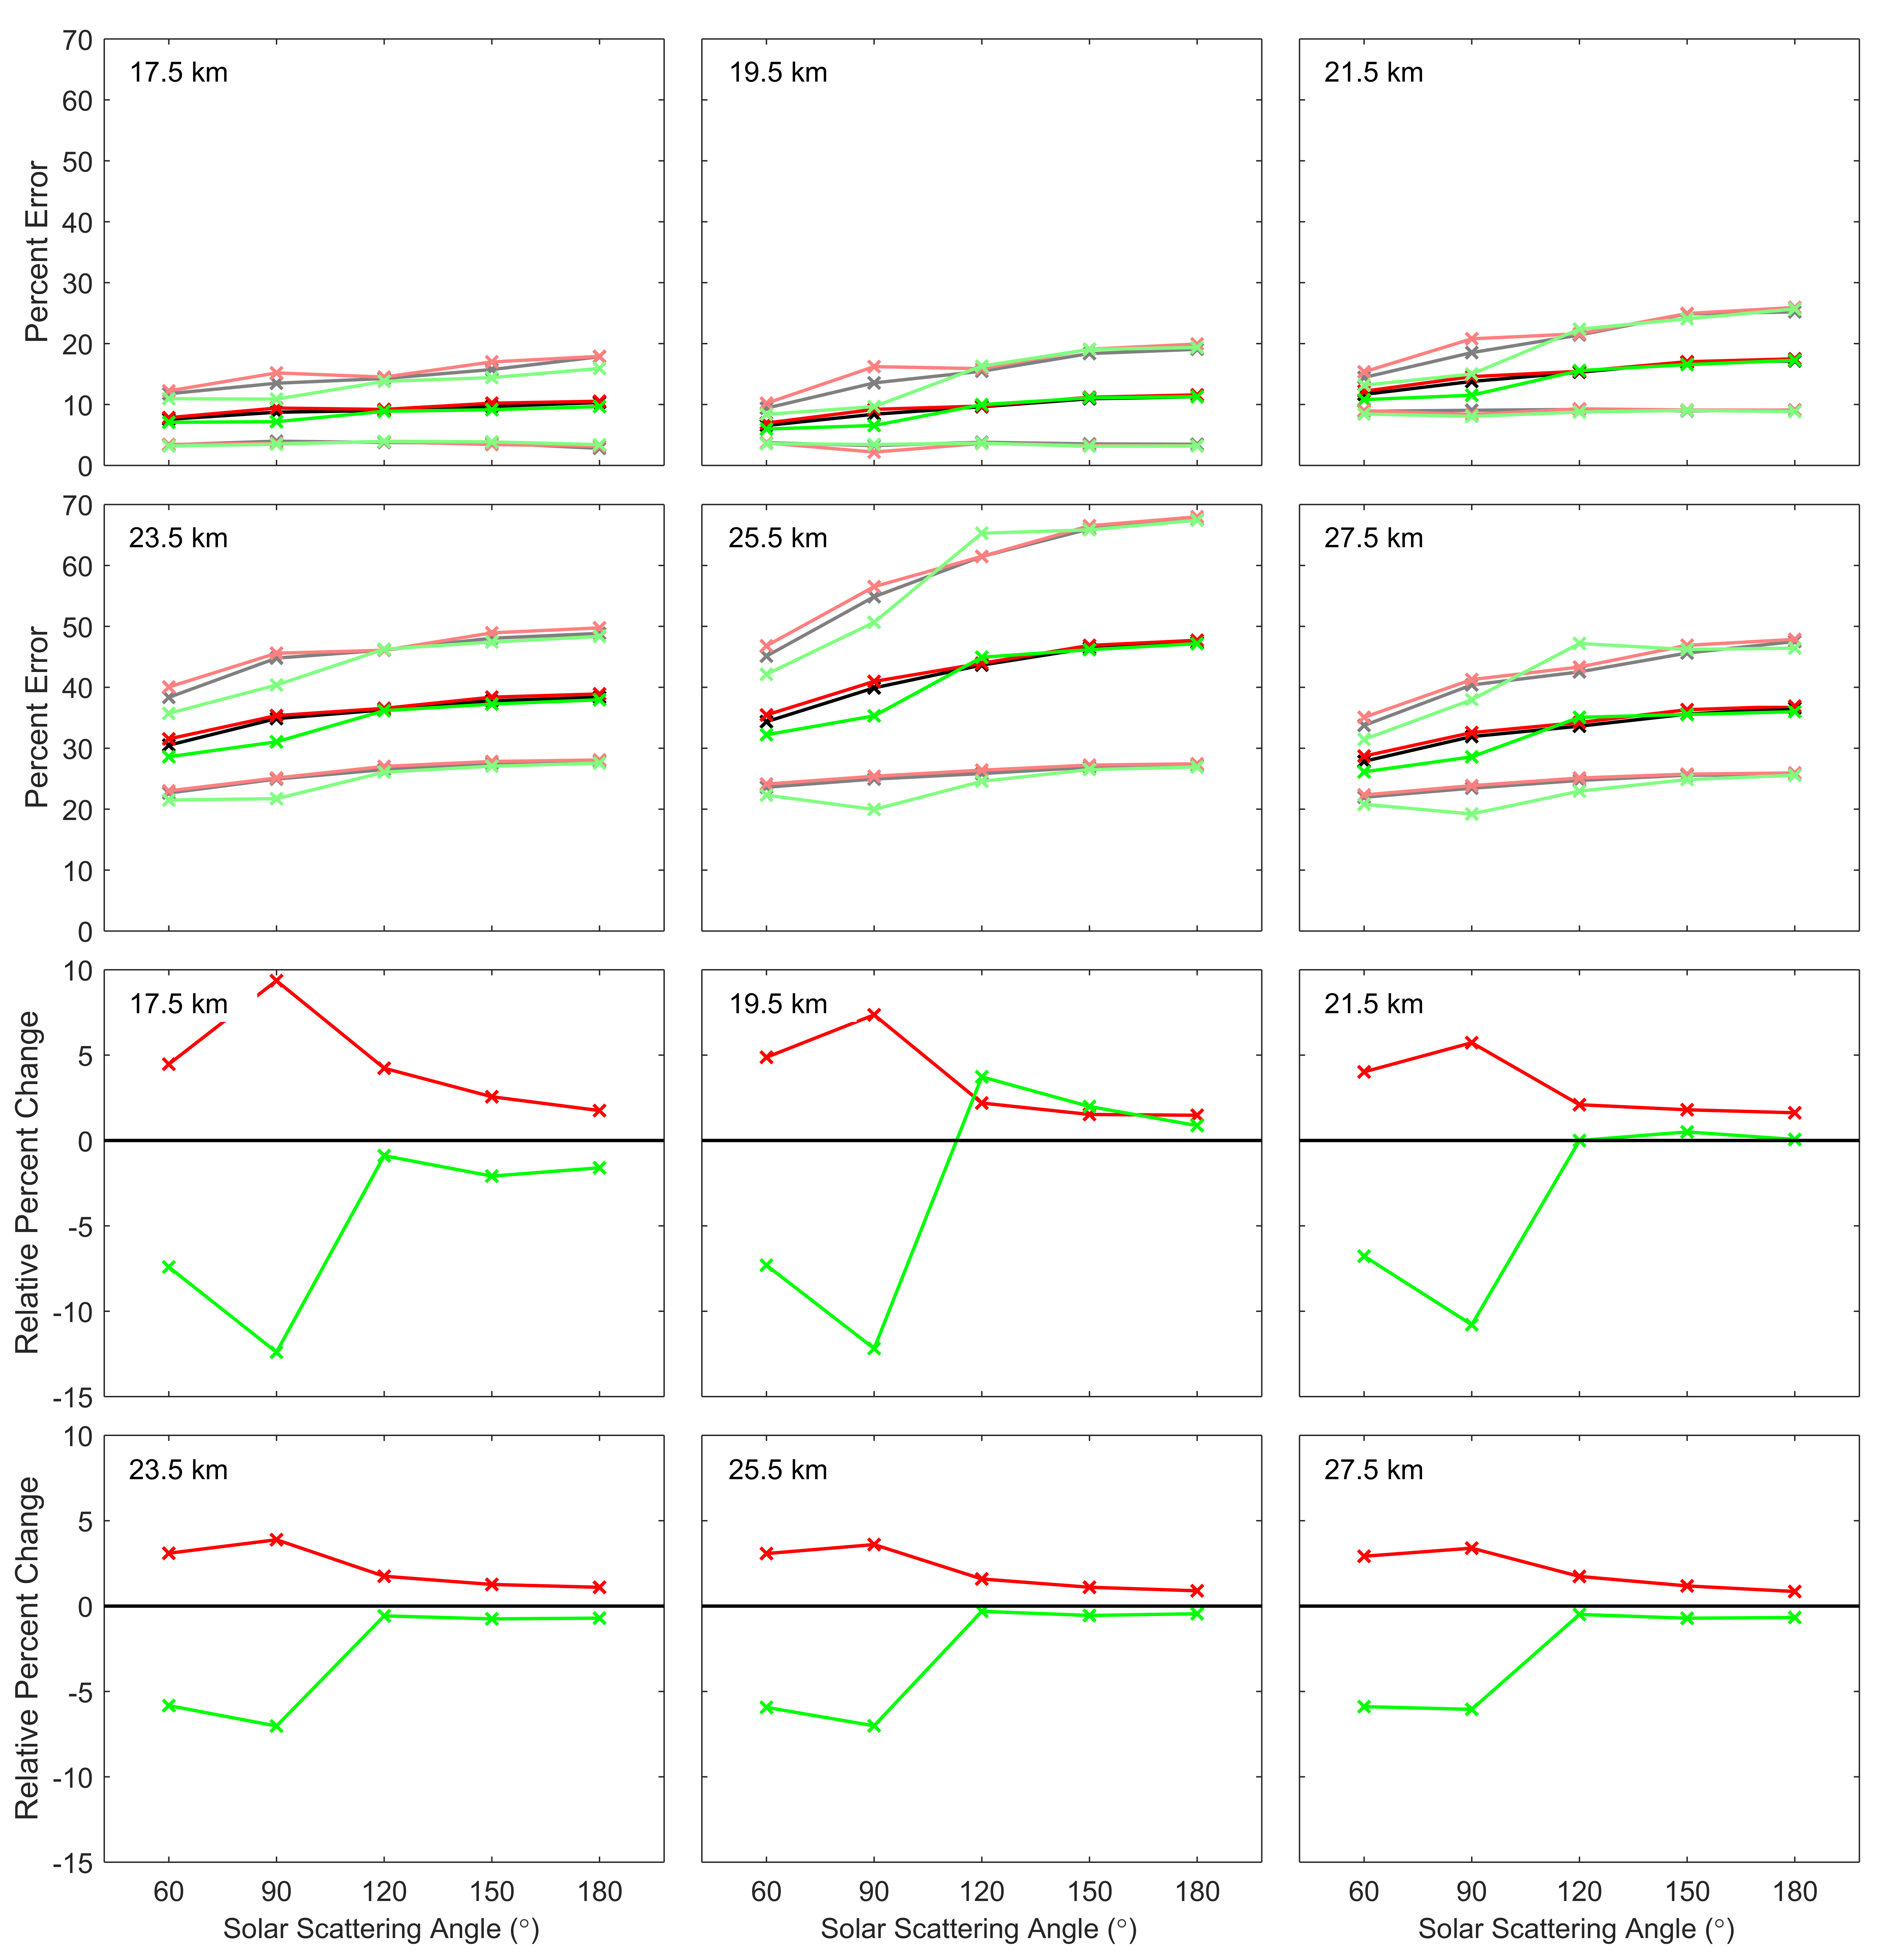 70
60
50
40
30
20
10
0
Percent Error
17.5 km
19.5 km
21.5 km
70
60
50
40
30
20
10
0
Percent Error
23.5 km
25.5 km
27.5 km
10
5
0
-5
-10
-15
Relative Percent Change
17.5 km
19.5 km
21.5 km
10
5
0
-5
-10
-15
Relative Percent Change
23.5 km
25.5 km
27.5 km
60 90 120 150 180
60 90 120 150 180
60 90 120 150 180
Solar Scattering Angle (°)
Solar Scattering Angle (°)
Solar Scattering Angle (°)